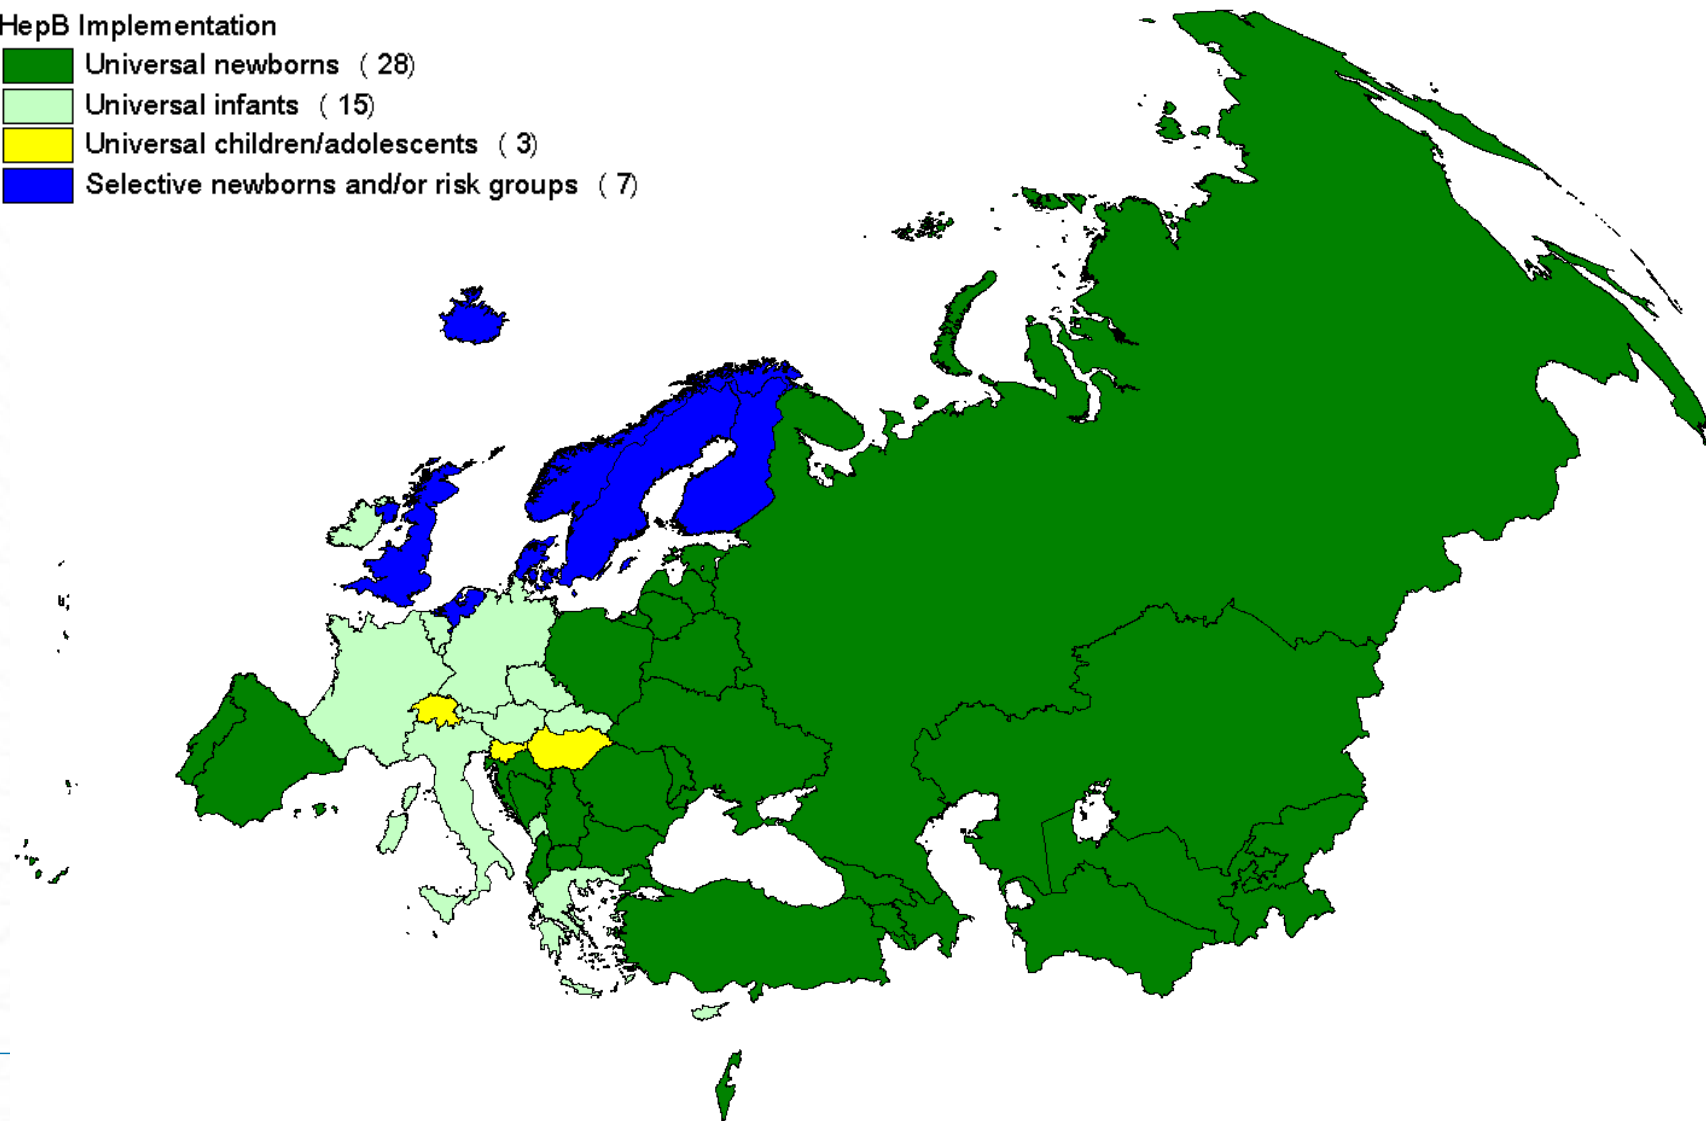 HepB Implementation
Universal newborns ( 28)
Universal infants ( 15)
Universal children/adolescents ( 3)
Selective newborns and/or risk groups ( 7)